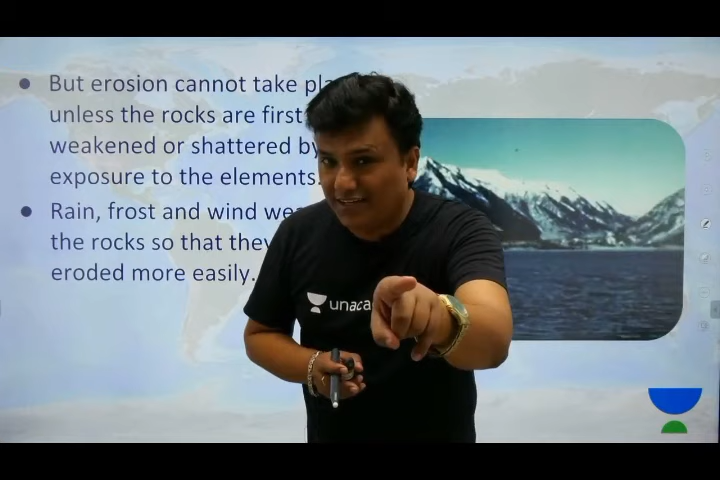 But erosion cannot take
unless the rocks are first
weakened or shattered by
exposure to the elements.
Rain, frost and wind
the rocks so that they
eroded more easily.